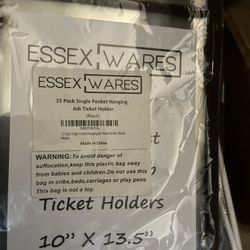 ESSEX WARES
ESSEX WARES
15 Pack Single Pocket Hanging
Job Ticket Holder
(Black)
Made In China
WARNING:To avoid danger of
suffocation,keep this plastic bag away
from babies and children.Do not use this
bag in cribs,beds,carriages or play pens.
This bag is not a toy.
Ticket Holders
10" X 13.5"